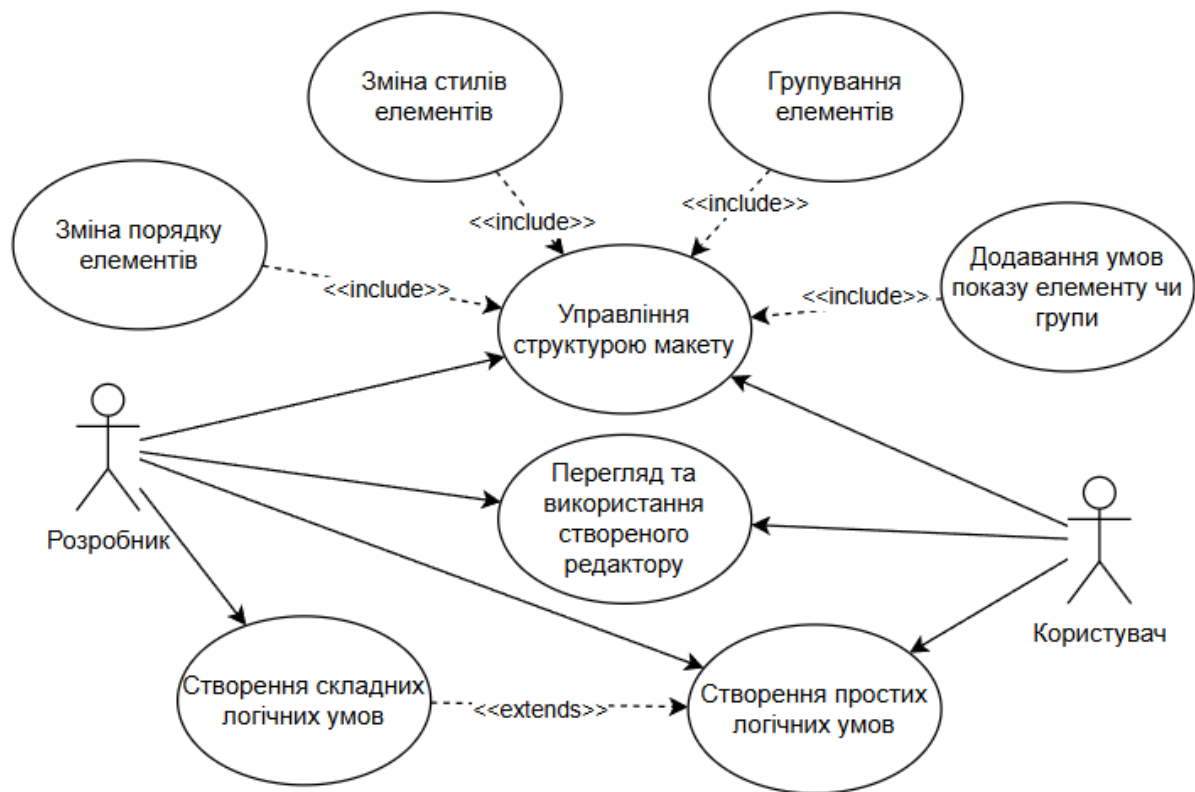 Зміна стилів
елементів
Групування
елементів
<<include>>
<<include>>
Зміна порядку
елементів
<<include>>
Додавання умов
показу елементу чи
групи
<<include>>
Управління
структурою макету
Розробник
Перегляд та
використання
створеного
редактору
Користувач
Створення складних
логічних умов
<<extends>>
Створення простих
логічних умов